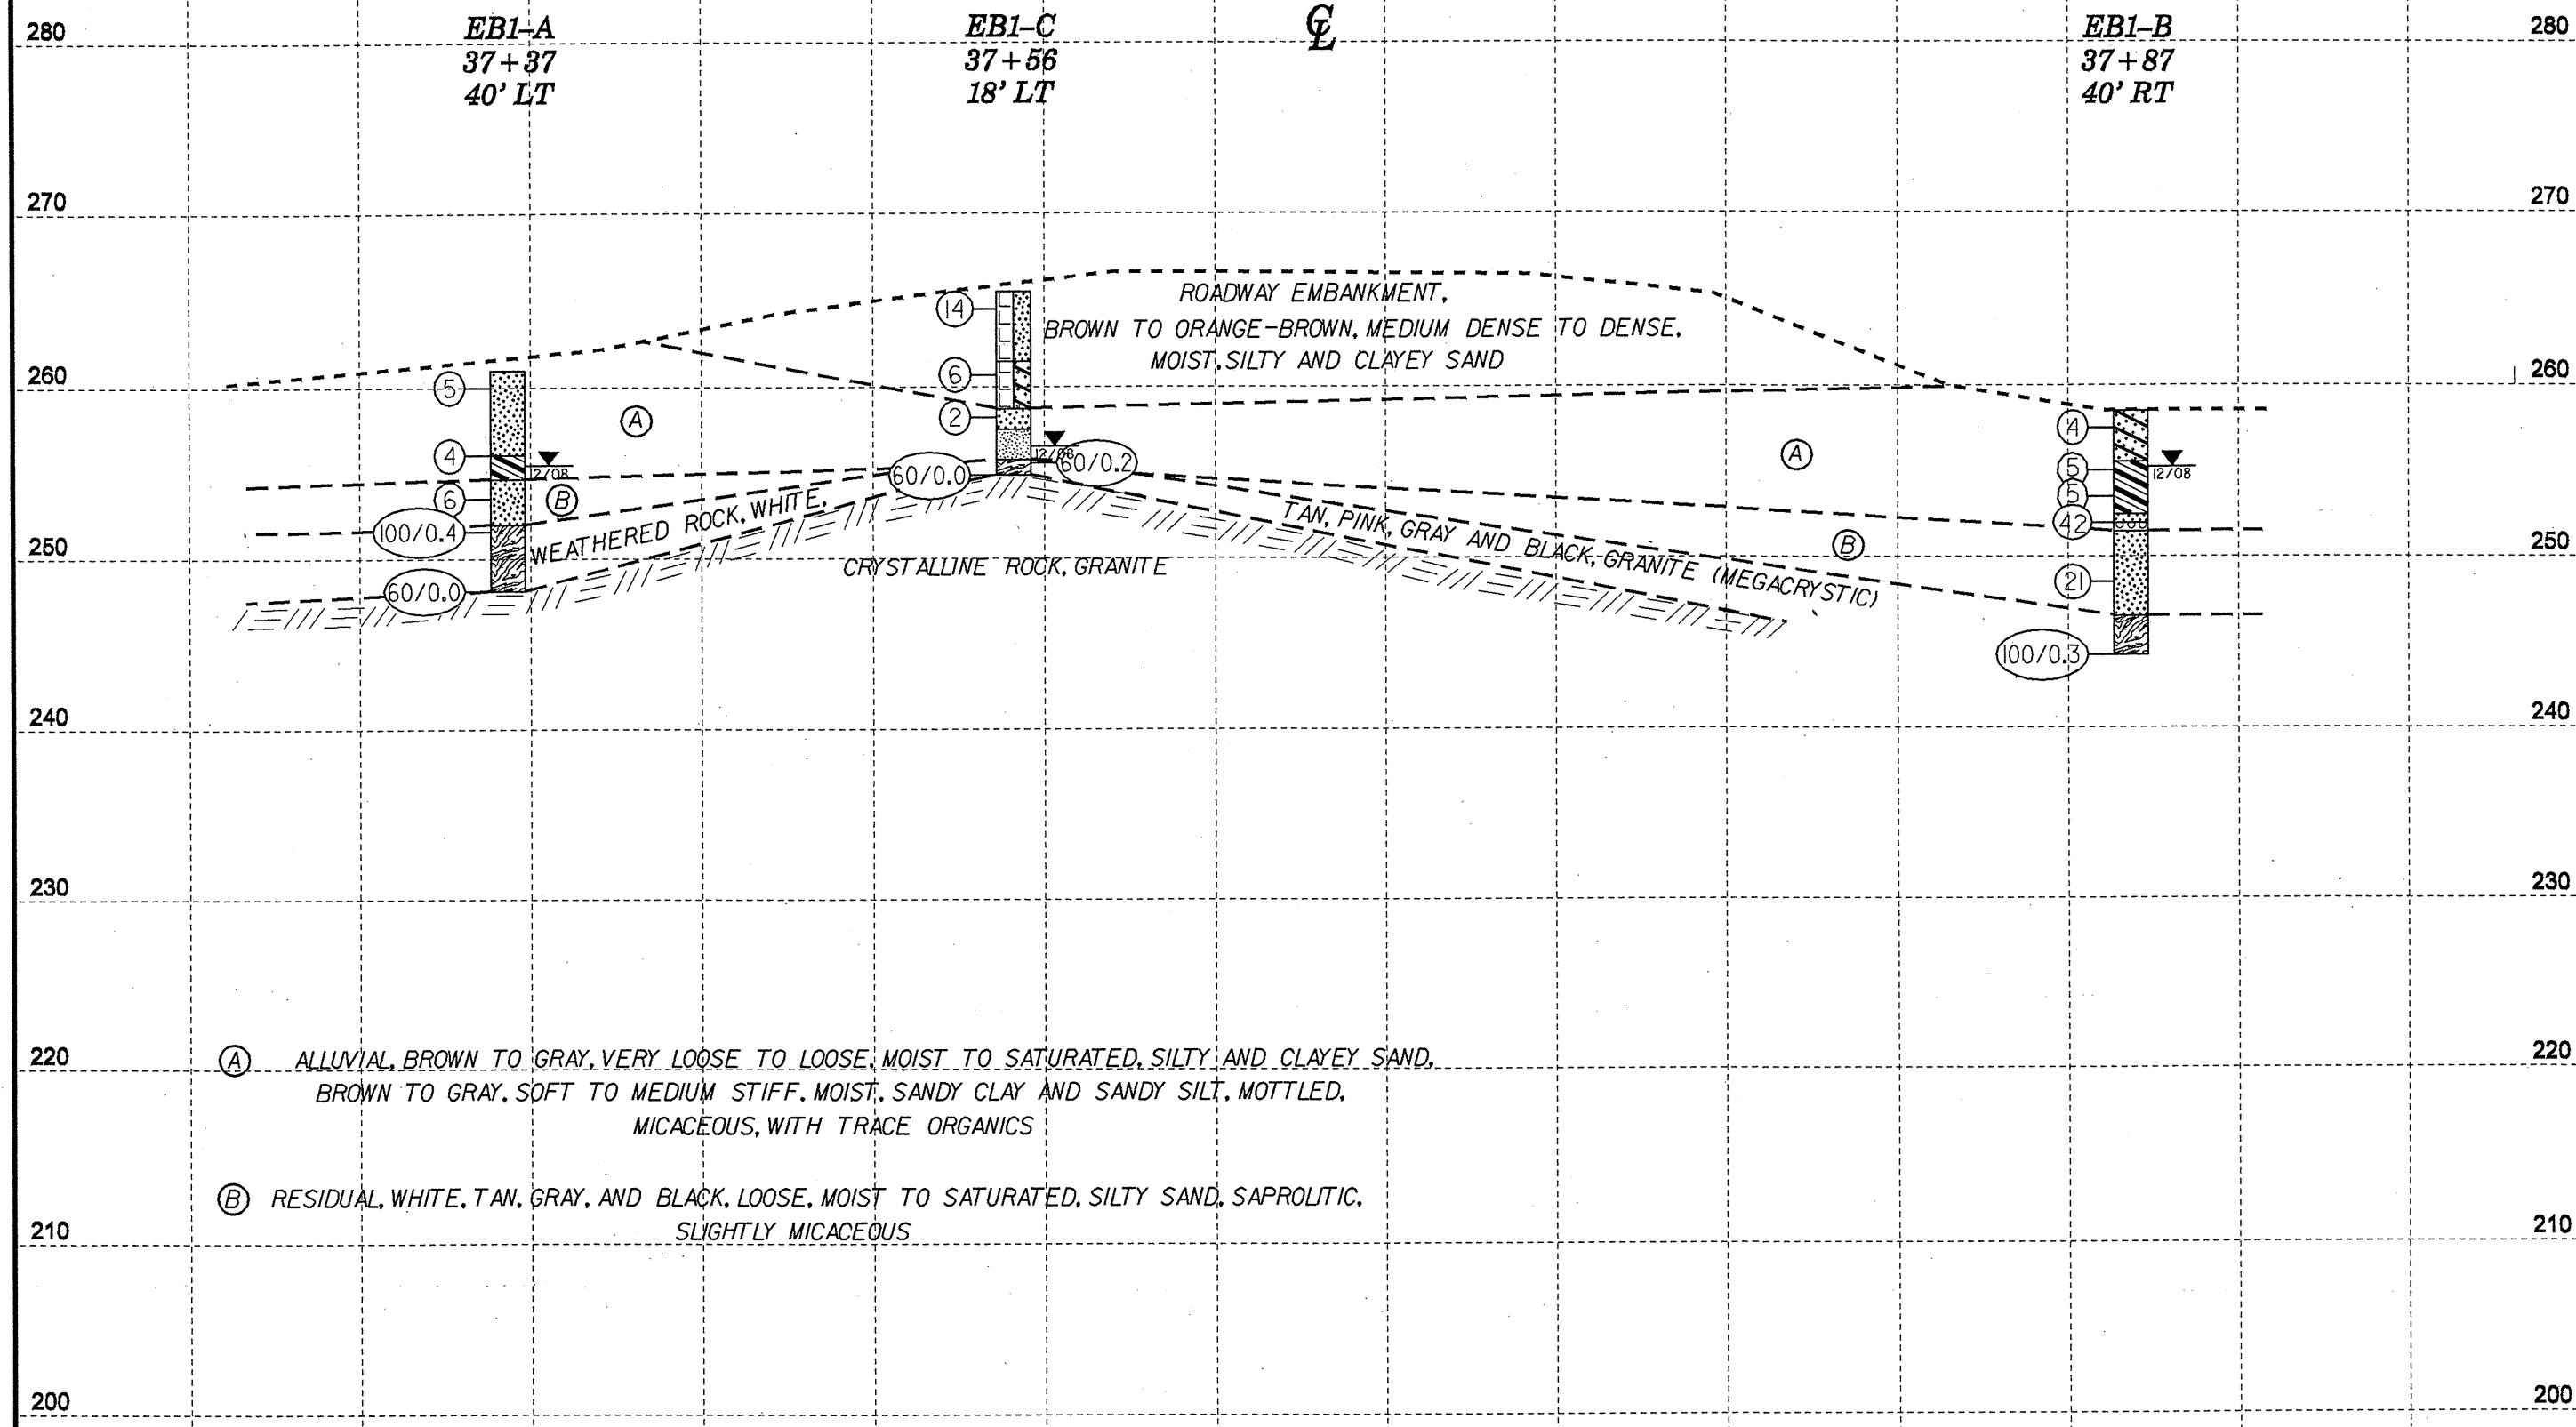 280
EB1-A
37+37
40' LT
EB1-C
37+56
18' LT
℄
EB1-B
37+87
40' RT
280
270
270
14
ROADWAY EMBANKMENT,
BROWN TO ORANGE-BROWN, MEDIUM DENSE TO DENSE,
MOIST, SILTY AND CLAYEY SAND
260
5
6
260
A
2
4
4
12/08
12/08
A
5
12/08
60/0.0
60/0.2
6
B
5
100/0.4
WEATHERED ROCK, WHITE,
TAN, PINK, GRAY AND BLACK, GRANITE (MEGACRYSTIC)
42
250
B
250
CRYSTALLINE ROCK, GRANITE
60/0.0
21
100/0.3
240
240
230
230
220
220
A ALLUVIAL, BROWN TO GRAY, VERY LOOSE TO LOOSE, MOIST TO SATURATED, SILTY AND CLAYEY SAND,
BROWN TO GRAY, SOFT TO MEDIUM STIFF, MOIST, SANDY CLAY AND SANDY SILT, MOTTLED,
MICACEOUS, WITH TRACE ORGANICS
B RESIDUAL, WHITE, TAN, GRAY, AND BLACK, LOOSE, MOIST TO SATURATED, SILTY SAND, SAPROLITIC,
SLIGHTLY MICACEOUS
210
210
200
200